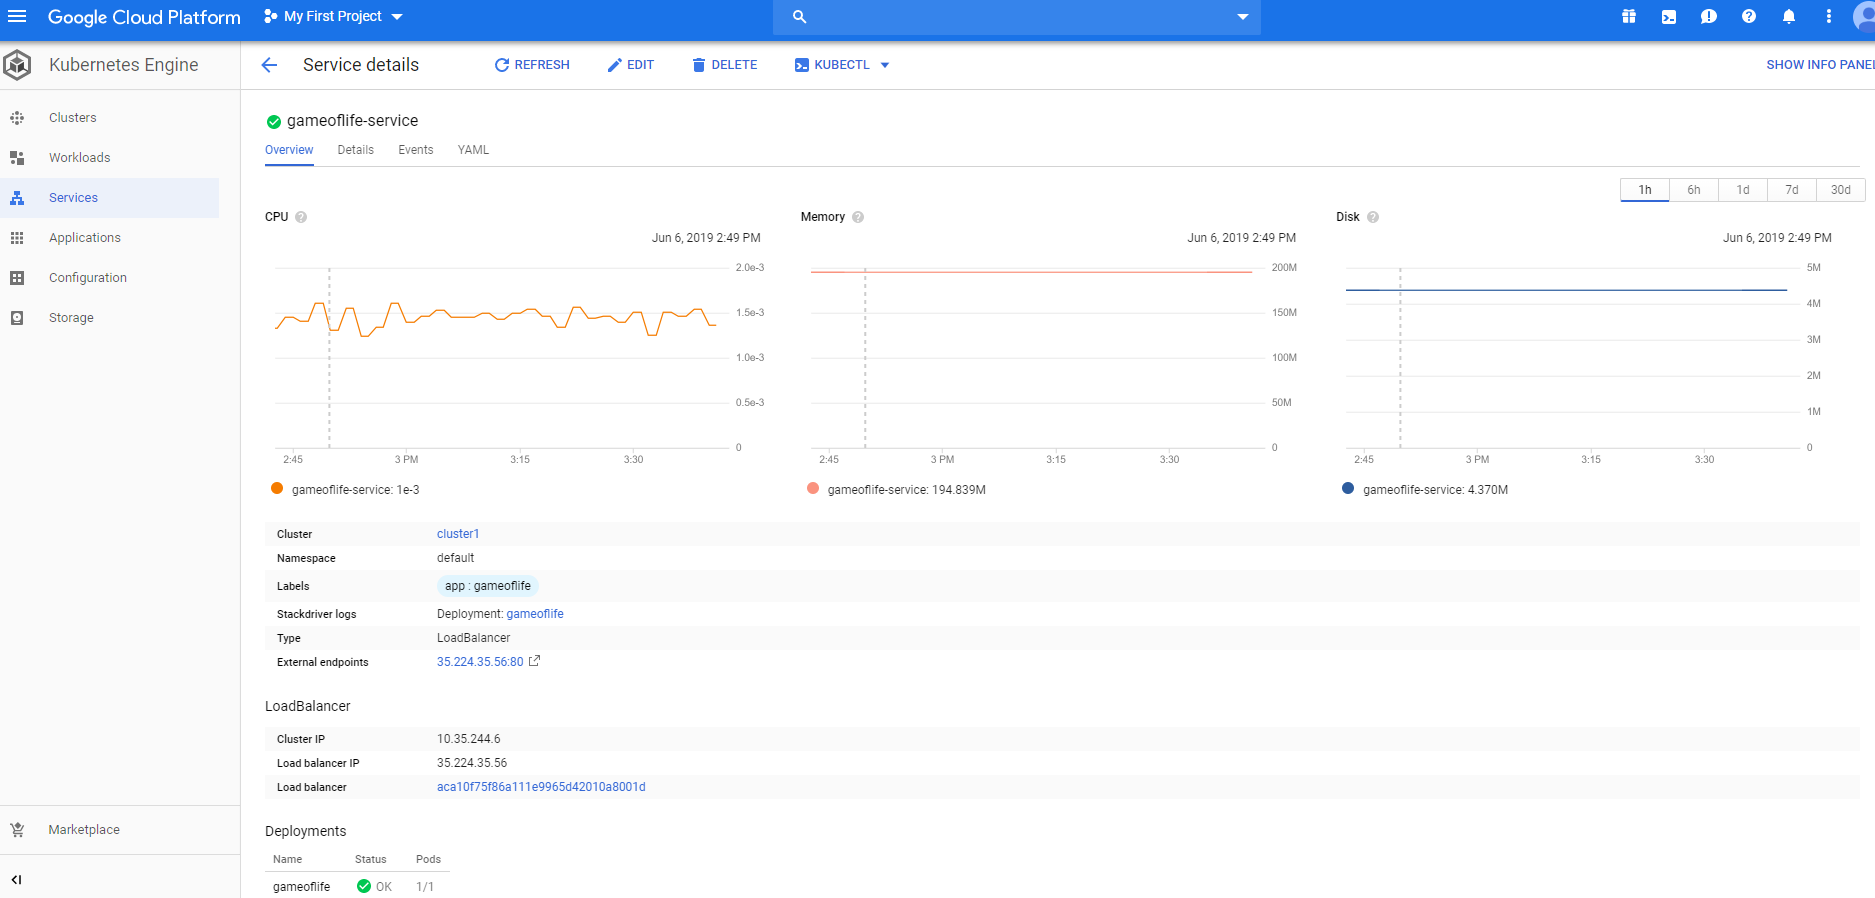 Google Cloud Platform My First Project
Kubernetes Engine
Service details REFRESH EDIT DELETE KUBECTL SHOW INFO PANEL
Clusters
Workloads
Services
Applications
Configuration
Storage
Marketplace
gameoflife-service
Overview Details Events YAML
1h 6h 1d 7d 30d
CPU
Jun 6, 2019 2:49 PM
2.0e-3
1.5e-3
1.0e-3
0.5e-3
0
2:45 3 PM 3:15 3:30
gameoflife-service: 1e-3
Memory
Jun 6, 2019 2:49 PM
200M
150M
100M
50M
0
2:45 3 PM 3:15 3:30
gameoflife-service: 194.839M
Disk
Jun 6, 2019 2:49 PM
5M
4M
3M
2M
1M
0
2:45 3 PM 3:15 3:30
gameoflife-service: 4.370M
Cluster cluster1
Namespace default
Labels app : gameoflife
Stackdriver logs Deployment: gameoflife
Type LoadBalancer
External endpoints 35.224.35.56:80
LoadBalancer
Cluster IP 10.35.244.6
Load balancer IP 35.224.35.56
Load balancer aca10f75f86a111e9965d42010a8001d
Deployments
Name Status Pods
gameoflife OK 1/1